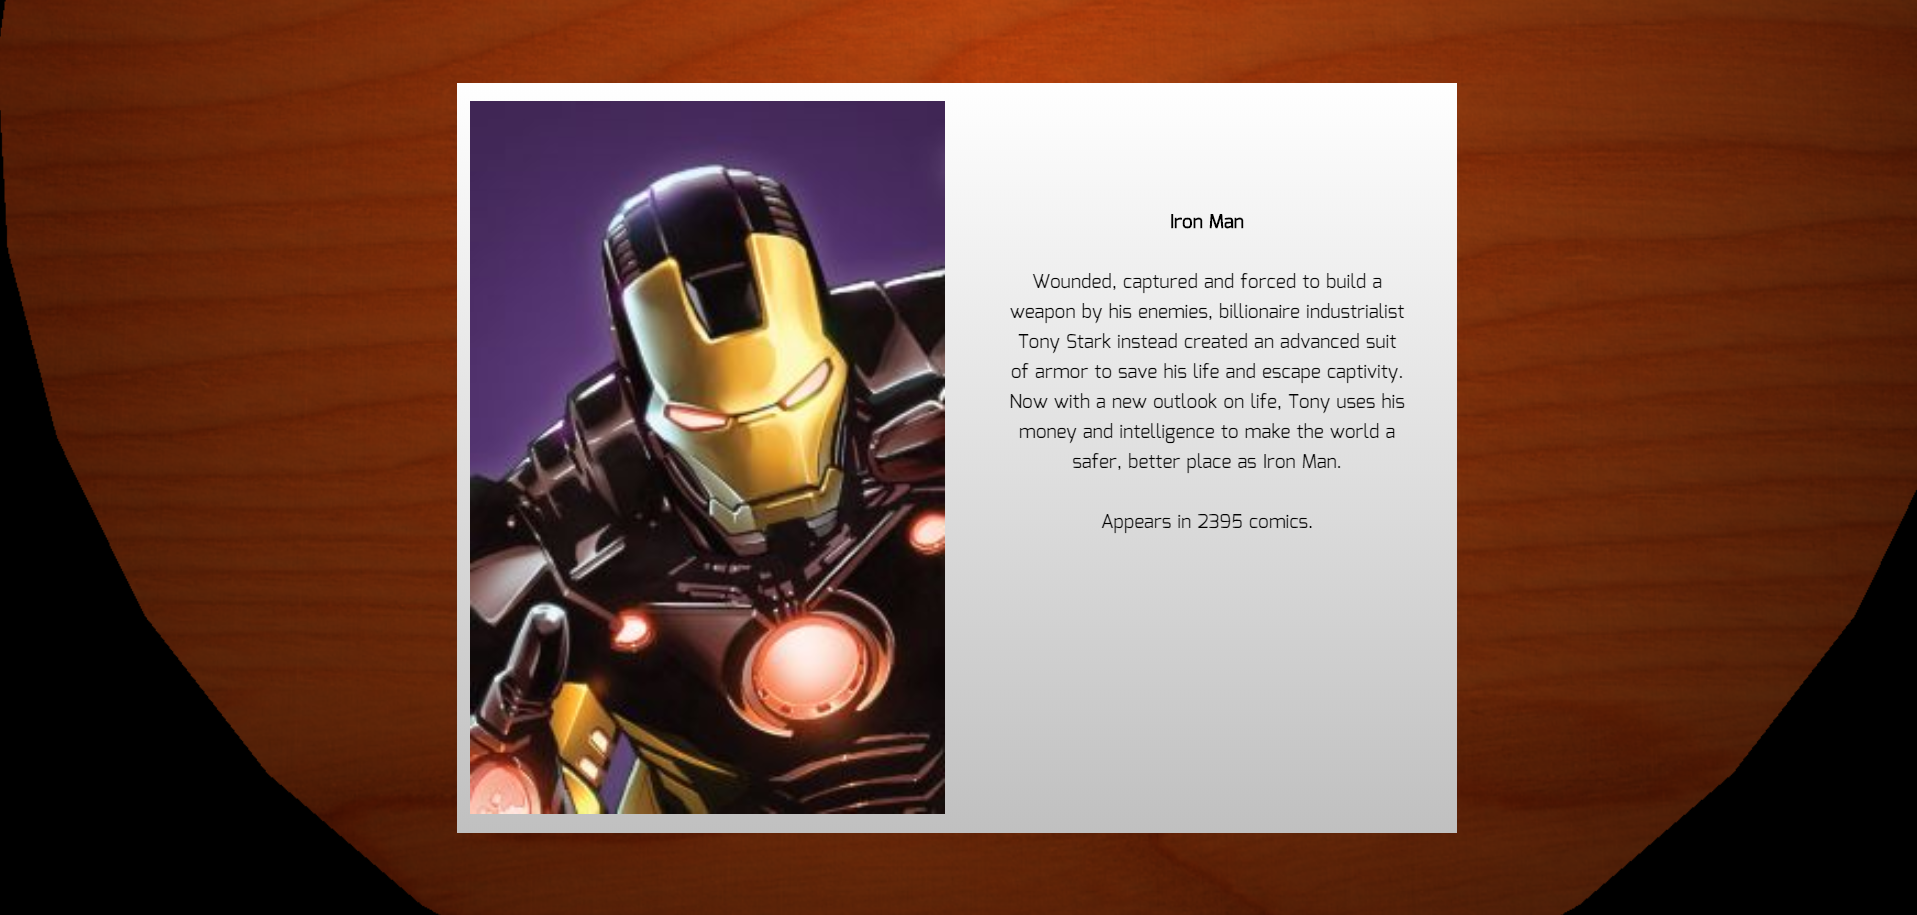 Iron Man
Wounded, captured and forced to build a
weapon by his enemies, billionaire industrialist
Tony Stark instead created an advanced suit
of armor to save his life and escape captivity.
Now with a new outlook on life, Tony uses his
money and intelligence to make the world a
safer, better place as Iron Man.
Appears in 2395 comics.